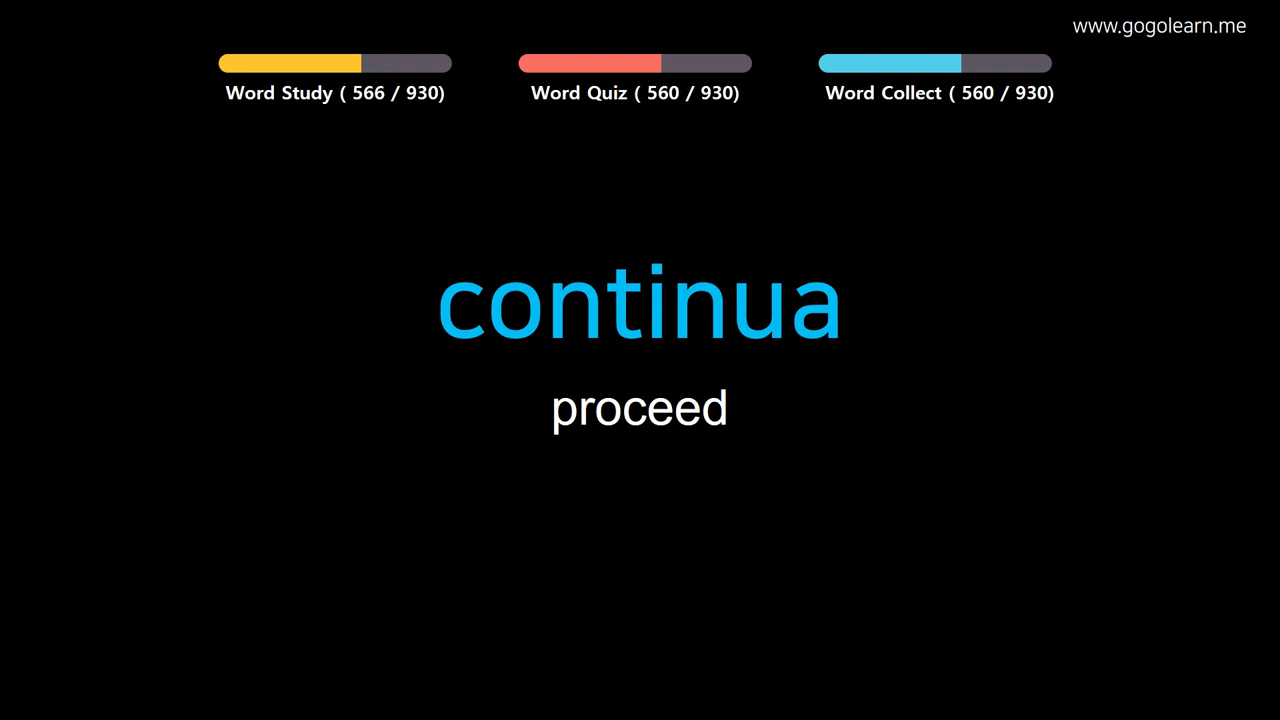 www.gogolearn.me
Word Study ( 566 / 930)
Word Quiz ( 560 / 930)
Word Collect ( 560 / 930)
continua
proceed